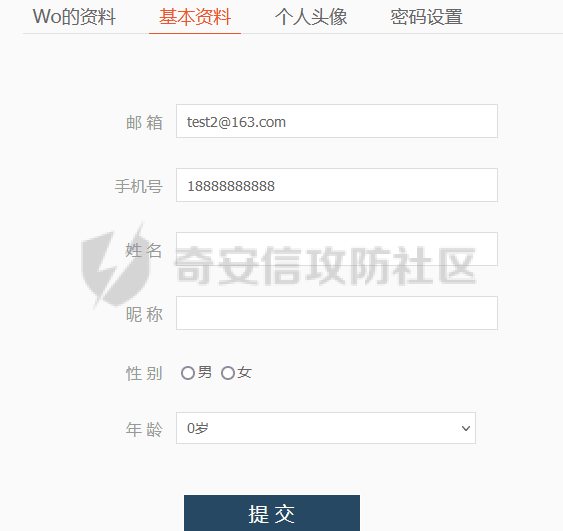 Wo的资料 基本资料 个人头像 密码设置
邮 箱 test2@163.com
手机号 18888888888
姓 名
奇安信攻防社区
昵 称
性 别 男 女
年 龄 0岁
提 交